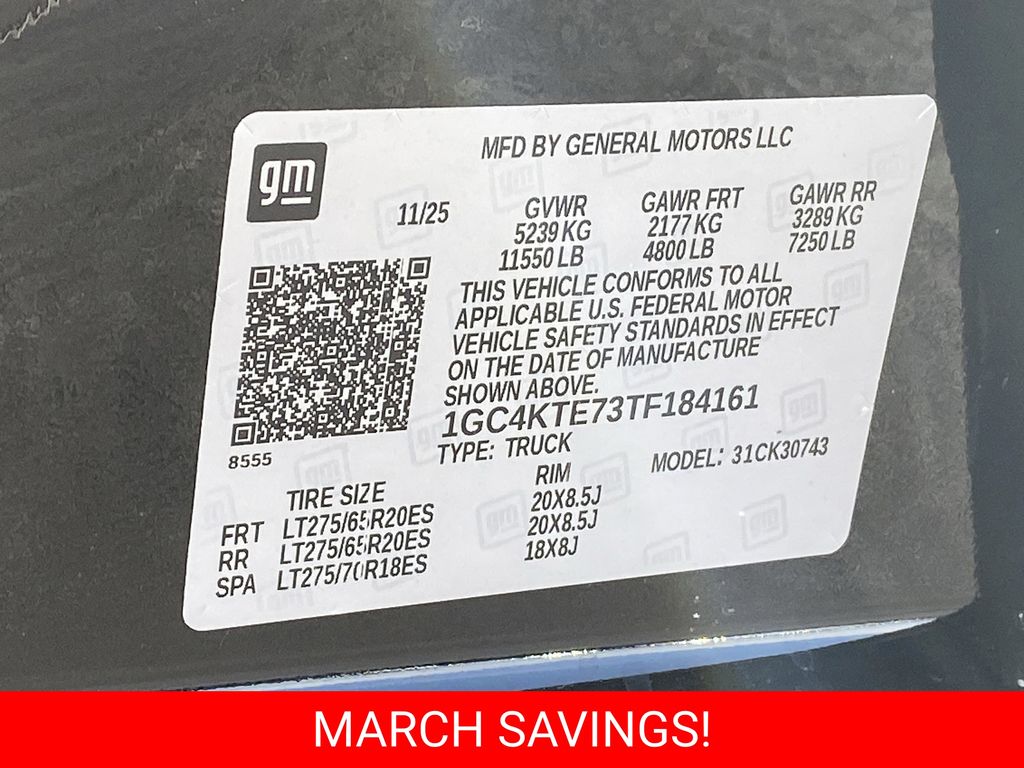 MFD BY GENERAL MOTORS LLC
gm
11/25
GVWR
5239 KG
11550 LB
GAWR FRT
2177 KG
4800 LB
GAWR RR
3289 KG
7250 LB
THIS VEHICLE CONFORMS TO ALL
APPLICABLE U.S. FEDERAL MOTOR
VEHICLE SAFETY STANDARDS IN EFFECT
ON THE DATE OF MANUFACTURE
SHOWN ABOVE.
1GC4KTE73TF184161
8555
TYPE: TRUCK
MODEL: 31CK30743
TIRE SIZE RIM
FRT LT275/65R20ES 20X8.5J
RR LT275/65R20ES 20X8.5J
SPA LT275/70R18ES 18X8J
MARCH SAVINGS!